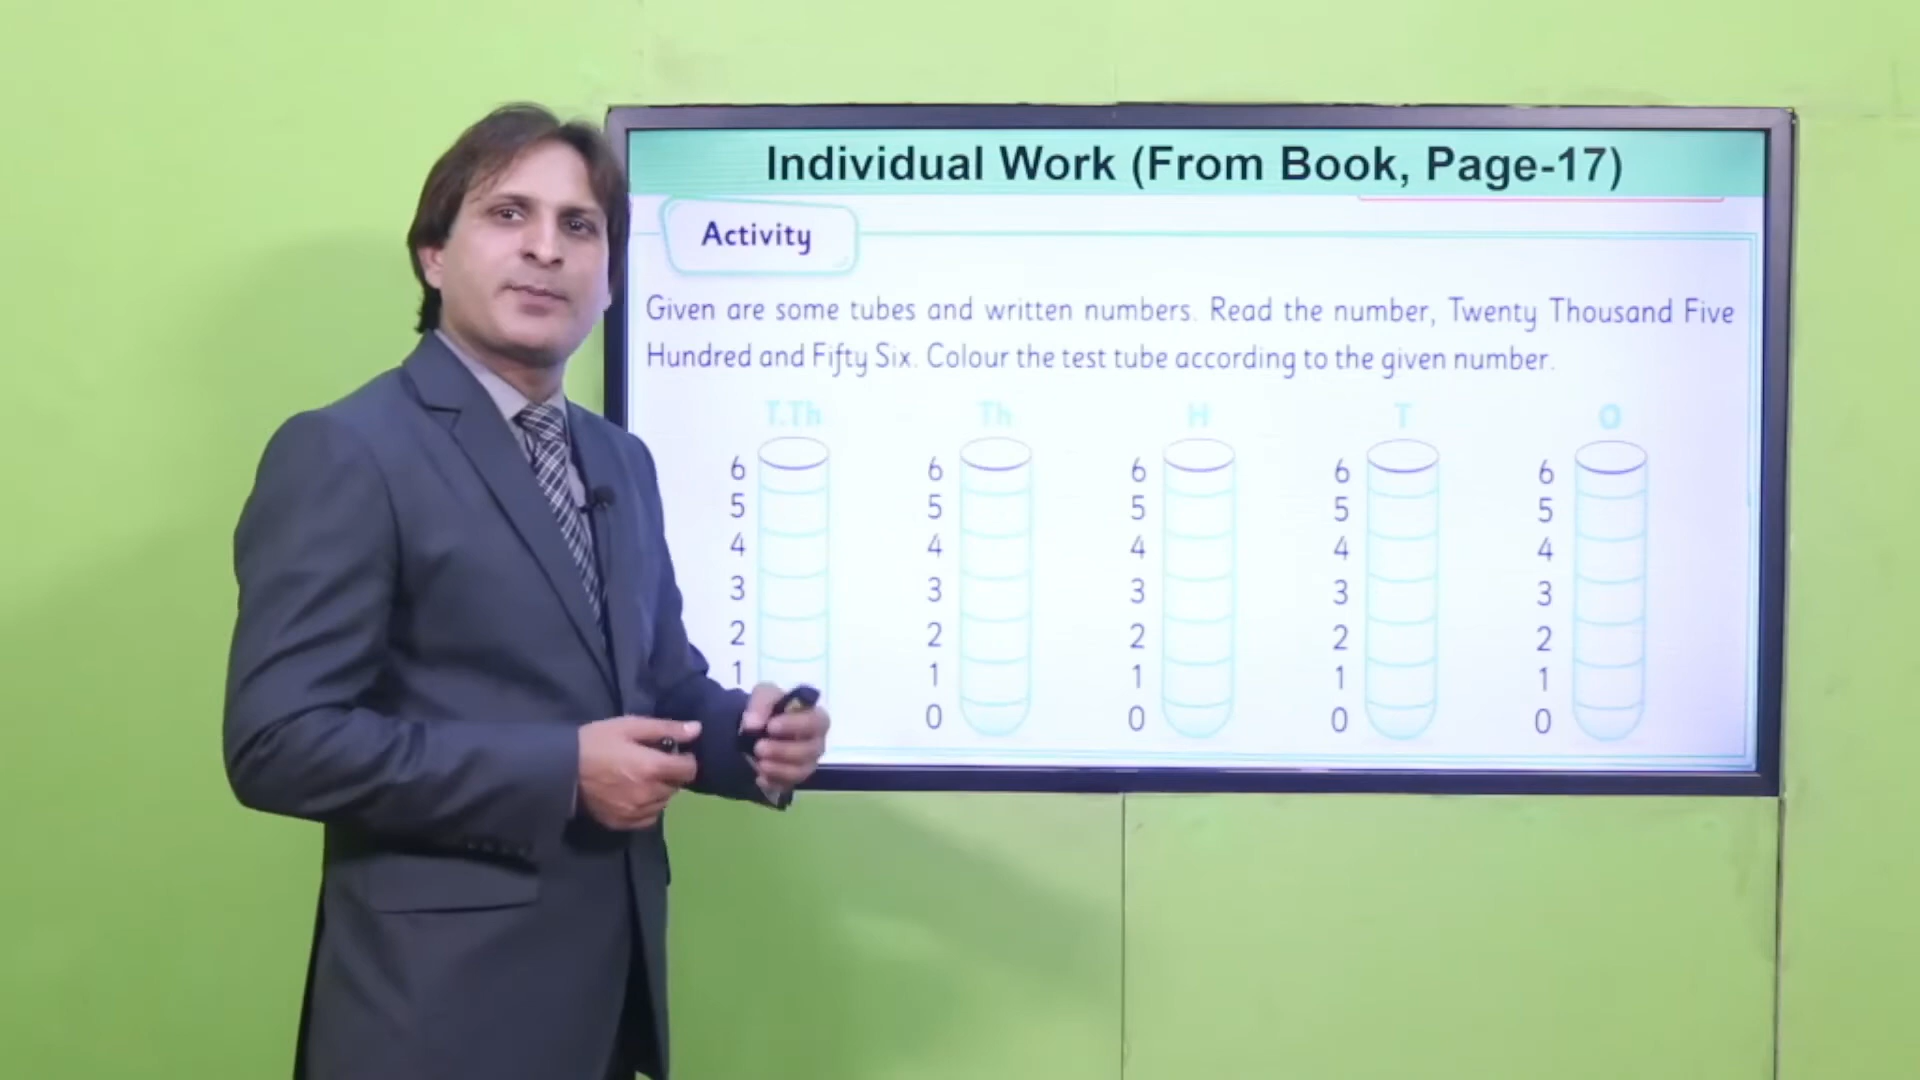 Individual Work (From Book, Page-17)
Activity
Given are some tubes and written numbers. Read the number, Twenty Thousand Five
Hundred and Fifty Six. Colour the test tube according to the given number.
T.Th Th H T O
6 6 6 6 6
5 5 5 5 5
4 4 4 4 4
3 3 3 3 3
2 2 2 2 2
1 1 1 1 1
0 0 0 0